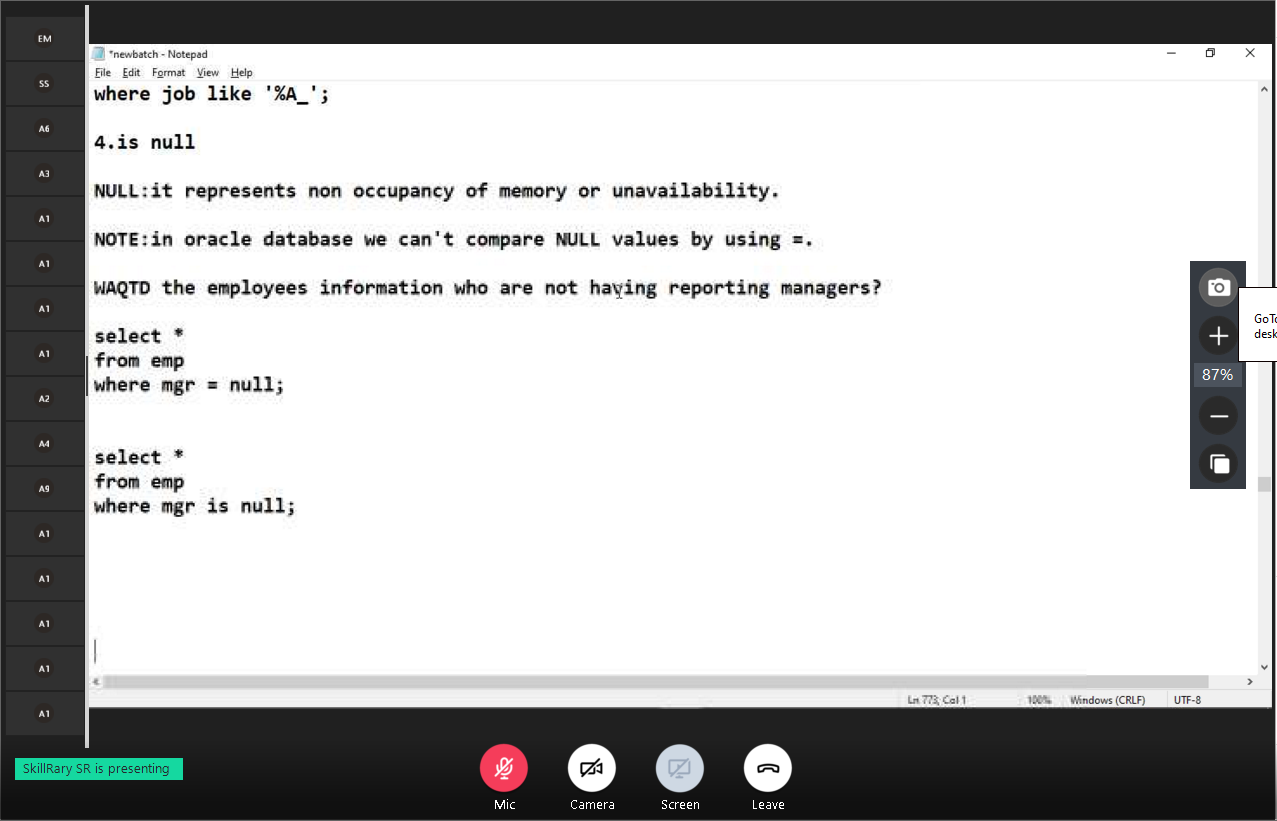 EM
SS
A6
A3
A1
A1
A1
A1
A2
A4
A9
A1
A1
A1
A1
A1
*newbatch - Notepad
File Edit Format View Help
where job like '%A_';
4.is null
NULL:it represents non occupancy of memory or unavailability.
NOTE:in oracle database we can't compare NULL values by using =.
WAQTD the employees information who are not having reporting managers?
select *
from emp
where mgr = null;
select *
from emp
where mgr is null;
Ln 773, Col 1 100% Windows (CRLF) UTF-8
87%
GoTo
desk
SkillRary SR is presenting
Mic Camera Screen Leave